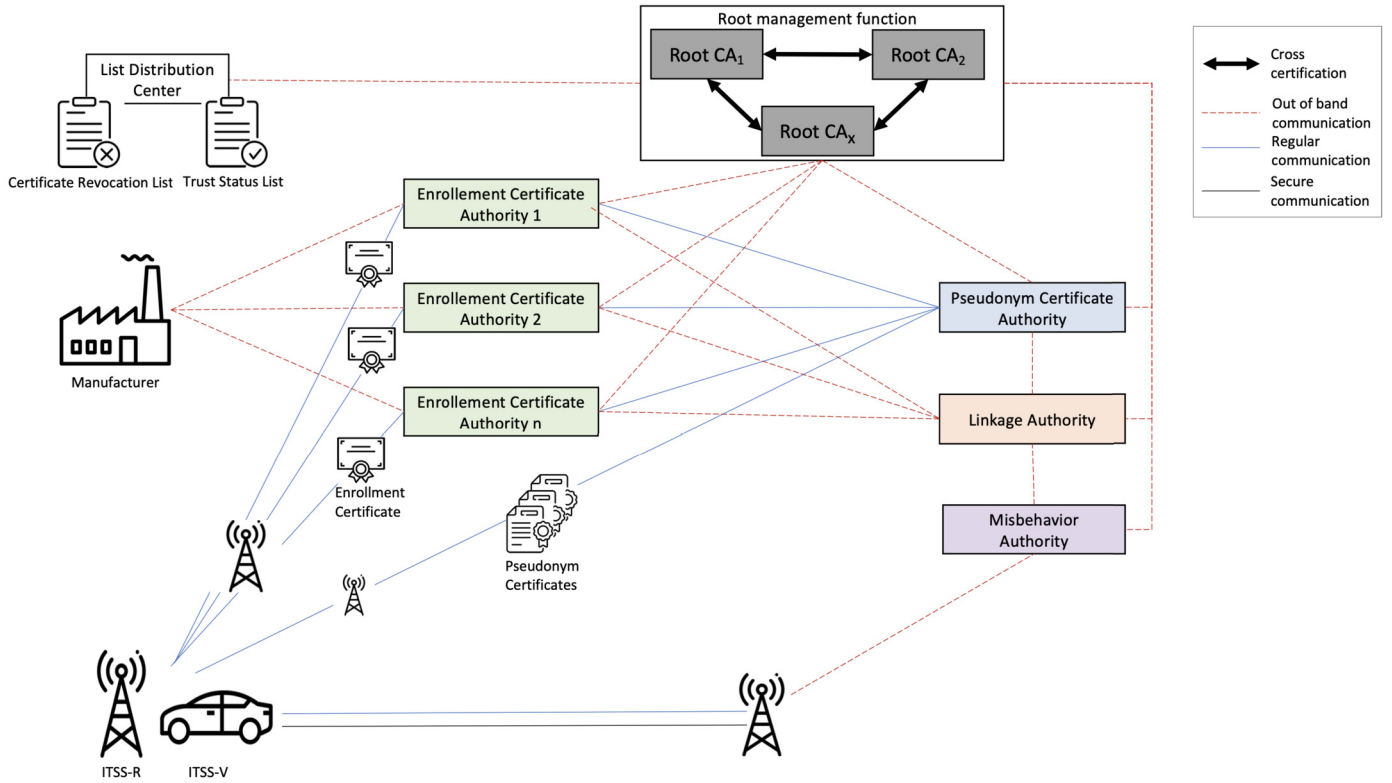 Root management function
Root CA1
Root CA2
Root CAx
Cross
certification
Out of band
communication
Regular
communication
Secure
communication
List Distribution
Center
Certificate Revocation List
Trust Status List
Enrollement Certificate
Authority 1
Enrollement Certificate
Authority 2
Enrollement Certificate
Authority n
Manufacturer
Pseudonym Certificate
Authority
Linkage Authority
Misbehavior
Authority
Enrollment
Certificate
Pseudonym
Certificates
ITSS-R
ITSS-V